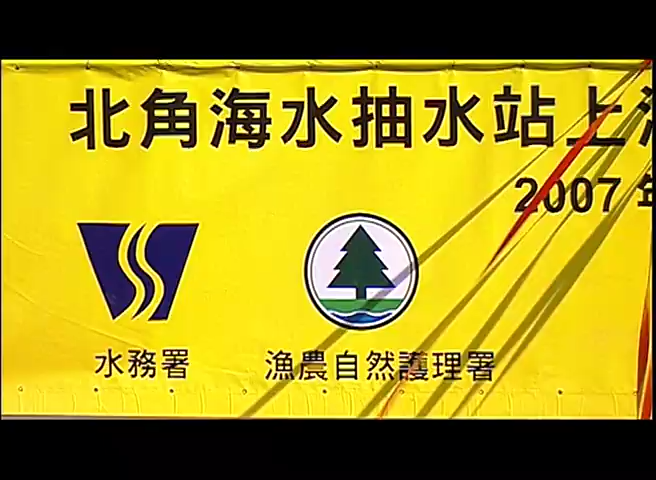 北角海水抽水站上
2007 年
水務署
漁農自然護理署